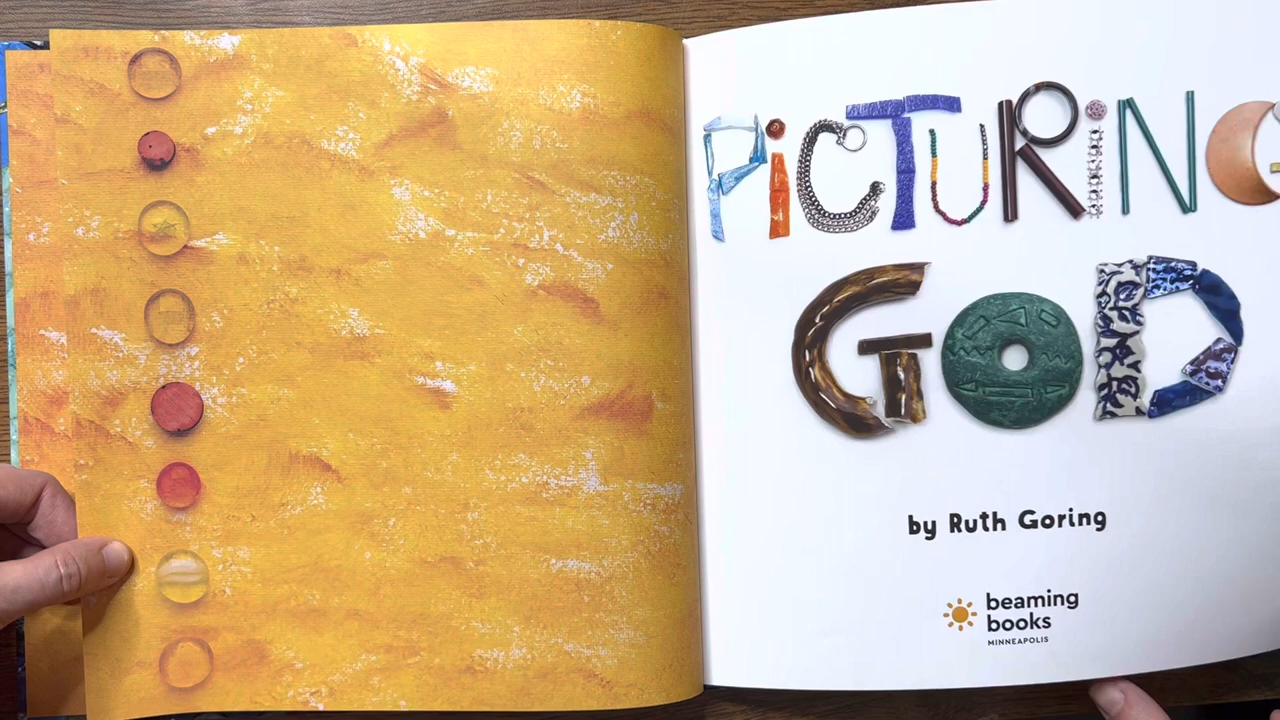 PiCTURiNG
GOD
by Ruth Goring
beaming
books
MINNEAPOLIS